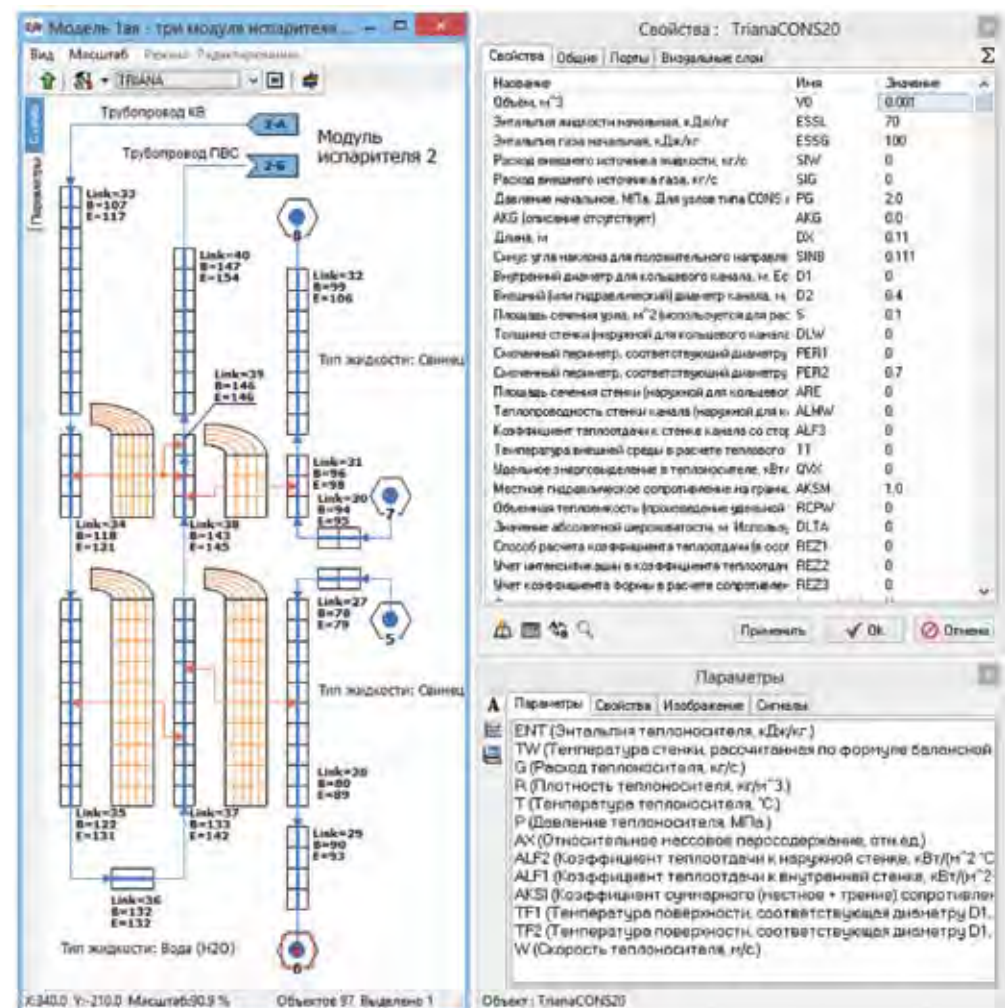 Модель 1ая - три модуля испарителя ...
Вид Масштаб Режимы Редактирование
TRIANA
Схема
Параметры
Трубопровод КВ
2-А
Модуль
испарителя 2
Трубопровод ПВС
2-Б
Link=33
B=107
E=117
8
Link=40
B=147
E=154
Link=32
B=99
E=106
Тип жидкости: Свинец
Link=39
B=146
E=146
Link=31
B=96
E=98
Link=30
B=94
E=95
7
Link=34
B=118
E=121
Link=38
B=143
E=145
Link=27
B=78
E=79
5
Тип жидкости: Свинец
Link=28
B=80
E=89
Link=35
B=122
E=131
Link=37
B=133
E=142
Link=29
B=90
E=93
Link=36
B=132
E=132
Тип жидкости: Вода (H2O)
6
X:340.0 Y:-210.0 Масштаб:90.9 % Объектов 97 Выделено 1
Свойства : TrianaCONS20
Свойства Общие Порты Визуальные слои Σ
Название Имя Значение
Объем, м^3 V0 0.001
Энтальпия жидкости начальная, кДж/кг ESSL 70
Энтальпия газа начальная, кДж/кг ESSG 100
Расход внешнего источника жидкости, кг/с SIW 0
Расход внешнего источника газа, кг/с SIG 0
Давление начальное, МПа. Для узлов типа CONS и PG 2.0
AKG (описание отсутствует) AKG 0.0
Длина, м DX 0.11
Синус угла наклона для положительного направле SINB 0.111
Внутренний диаметр для кольцевого канала, м. Ес D1 0
Внешний (или гидравлический) диаметр канала, м, D2 0.4
Площадь сечения узла, м^2 (используется для рас S 0.1
Толщина стенки (наружной для кольцевого канала DLW 0
Смоченный периметр, соответствующий диаметру PER1 0
Смоченный периметр, соответствующий диаметру PER2 0.7
Площадь сечения стенки (наружной для кольцевог ARE 0
Теплопроводность стенки канала (наружной для к ALMW 0
Коэффициент теплоотдачи к стенке канала со стор ALF3 0
Температура внешней среды в расчете теплового TT 0
Удельное энерговыделение в теплоносителе, кВт/ QVX 0
Местное гидравлическое сопротивление на границ AKSM 1.0
Объемная теплоемкость (произведение удельной RCPW 0
Значение абсолютной шероховатости, м. Использу DLTA 0
Способ расчета коэффициента теплоотдачи (в соот REZ1 0
Учет интенсификации в коэффициента теплоотдач REZ2 0
Учет коэффициента формы в расчете сопротивлен REZ3 0
Применить Ok Отмена
Параметры
A Параметры Свойства Изображение Сигналы
ENT (Энтальпия теплоносителя, кДж/кг.)
TW (Температура стенки, рассчитанная по формуле балансной
G (Расход теплоносителя, кг/с.)
R (Плотность теплоносителя, кг/м^3.)
T (Температура теплоносителя, °C.)
P (Давление теплоносителя, МПа.)
AX (Относительное массовое паросодержание, отн.ед.)
ALF2 (Коэффициент теплоотдачи к наружной стенке, кВт/(м^2 °C
ALF1 (Коэффициент теплоотдачи к внутренней стенке, кВт/(м^2·
AKSI (Коэффициент суммарного (местное + трение) сопротивлен
TF1 (Температура поверхности, соответствующая диаметру D1,
TF2 (Температура поверхности, соответствующая диаметру D1,
W (Скорость теплоносителя, м/с.)
Объект : TrianaCONS20